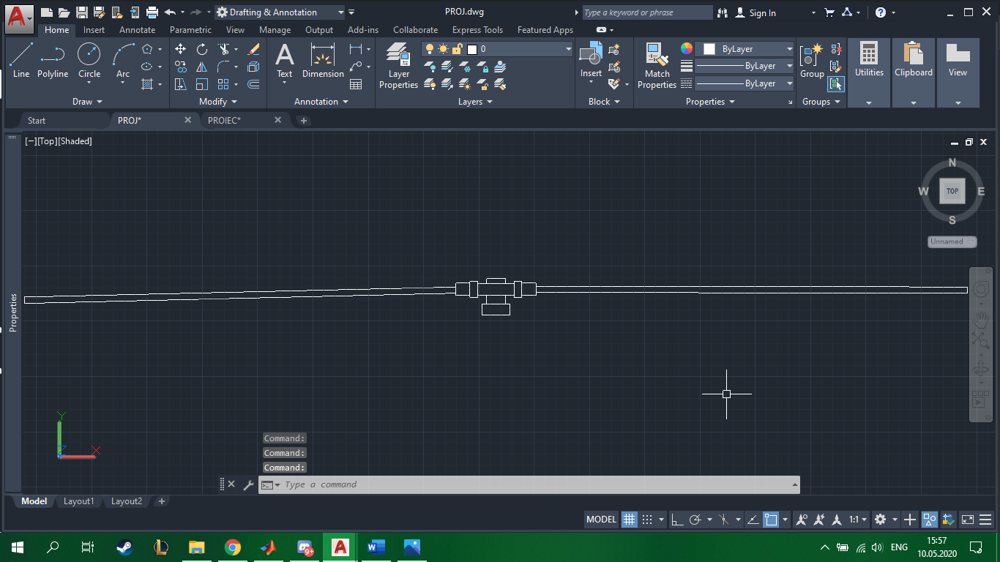 A Drafting & Annotation PROJ.dwg Type a keyword or phrase Sign In ?
Home Insert Annotate Parametric View Manage Output Add-ins Collaborate Express Tools Featured Apps
Line Polyline Circle Arc
Draw
Modify
A
Text Dimension
Annotation
Layer
Properties
0
Layers
Insert
Block
Match
Properties
ByLayer
ByLayer
ByLayer
Properties
Group
Groups
Utilities Clipboard View
Start PROJ* PROIEC* +
[−][Top][Shaded]
N
W TOP E
S
Unnamed
Properties
Y
X
Command:
Command:
Command:
Type a command
Model Layout1 Layout2 +
MODEL 1:1
9+ A W ENG 15:57
10.05.2020